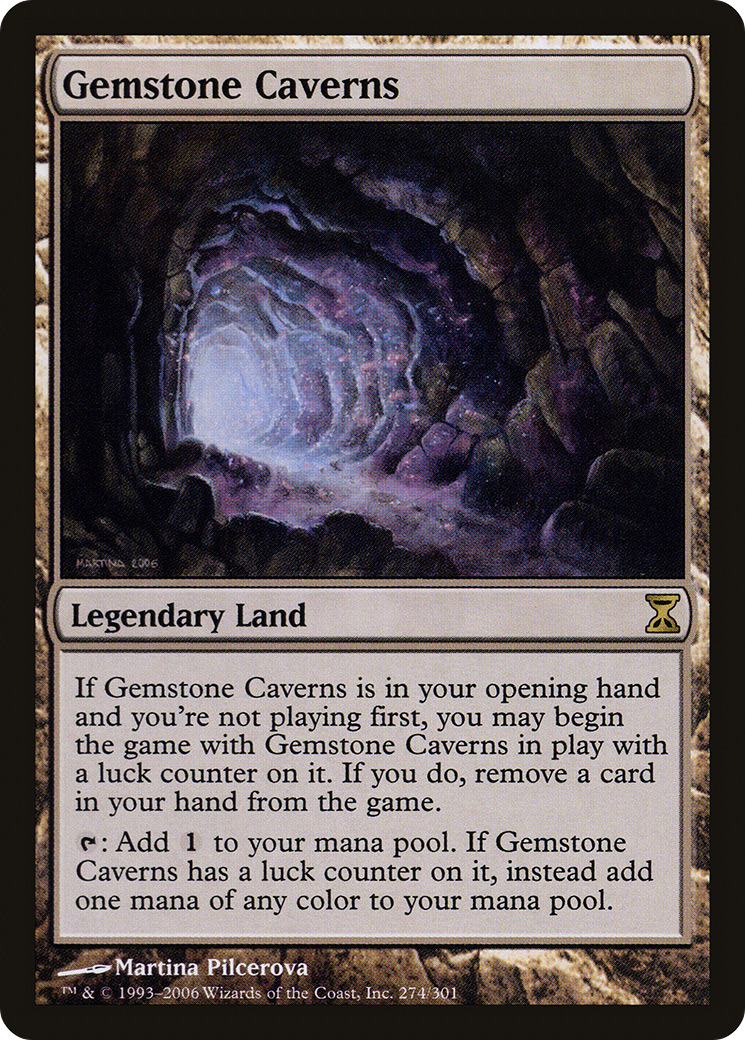 Gemstone Caverns
MARTINA 2006
Legendary Land
If Gemstone Caverns is in your opening hand
and you're not playing first, you may begin
the game with Gemstone Caverns in play with
a luck counter on it. If you do, remove a card
in your hand from the game.
: Add 1 to your mana pool. If Gemstone
Caverns has a luck counter on it, instead add
one mana of any color to your mana pool.
Martina Pilcerova
™ & © 1993–2006 Wizards of the Coast, Inc. 274/301